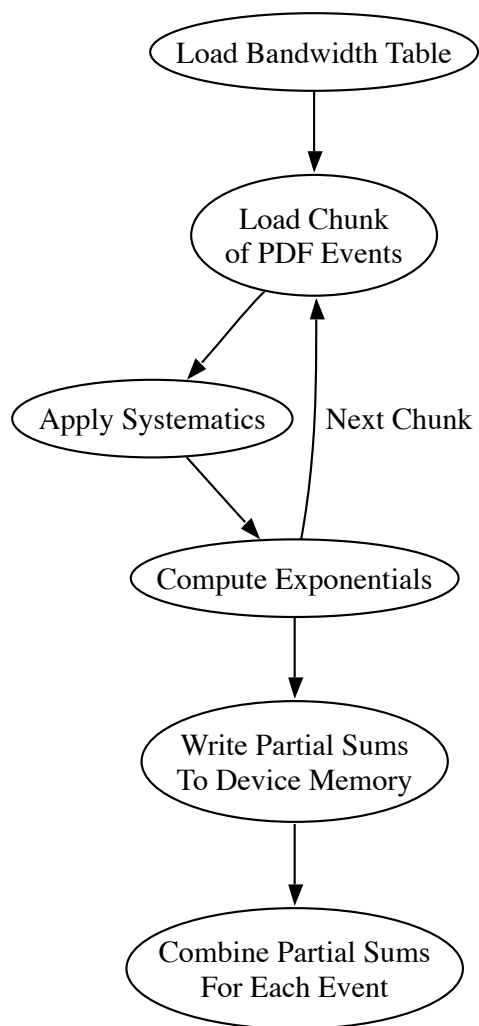 Load Bandwidth Table
Load Chunk
of PDF Events
Apply Systematics
Next Chunk
Compute Exponentials
Write Partial Sums
To Device Memory
Combine Partial Sums
For Each Event